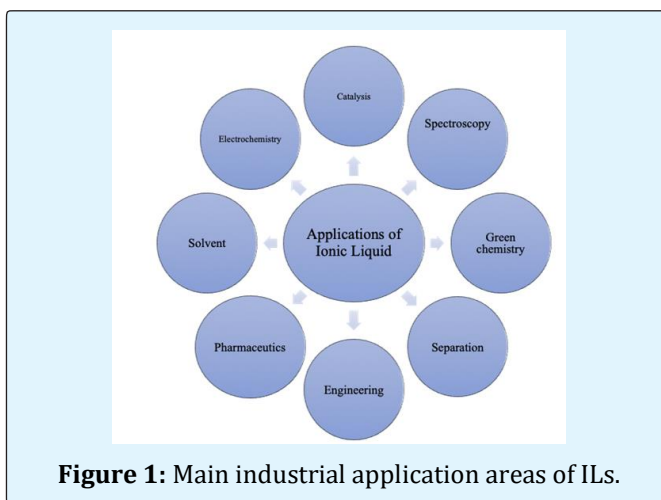 Catalysis
Spectroscopy
Electrochemistry
Applications of
Ionic Liquid
Solvent
Green
chemistry
Pharmaceutics
Separation
Engineering
Figure 1: Main industrial application areas of ILs.